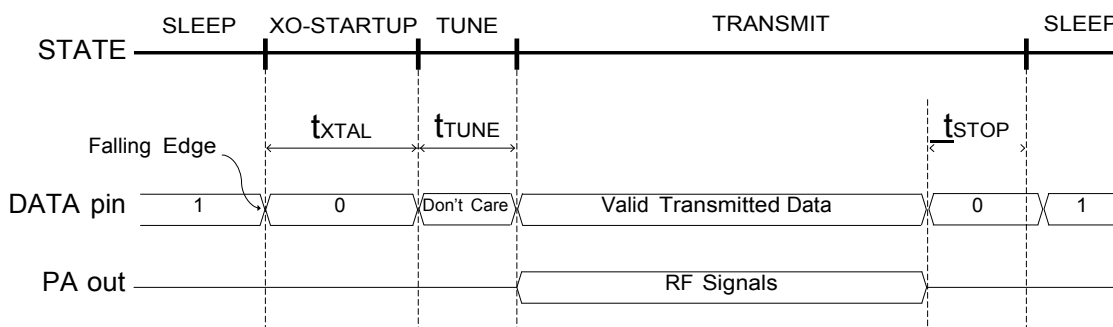 SLEEP XO-STARTUP TUNE TRANSMIT SLEEP
STATE
tXTAL tTUNE tSTOP
Falling Edge
DATA pin 1 0 Don't Care Valid Transmitted Data 0 1
PA out RF Signals